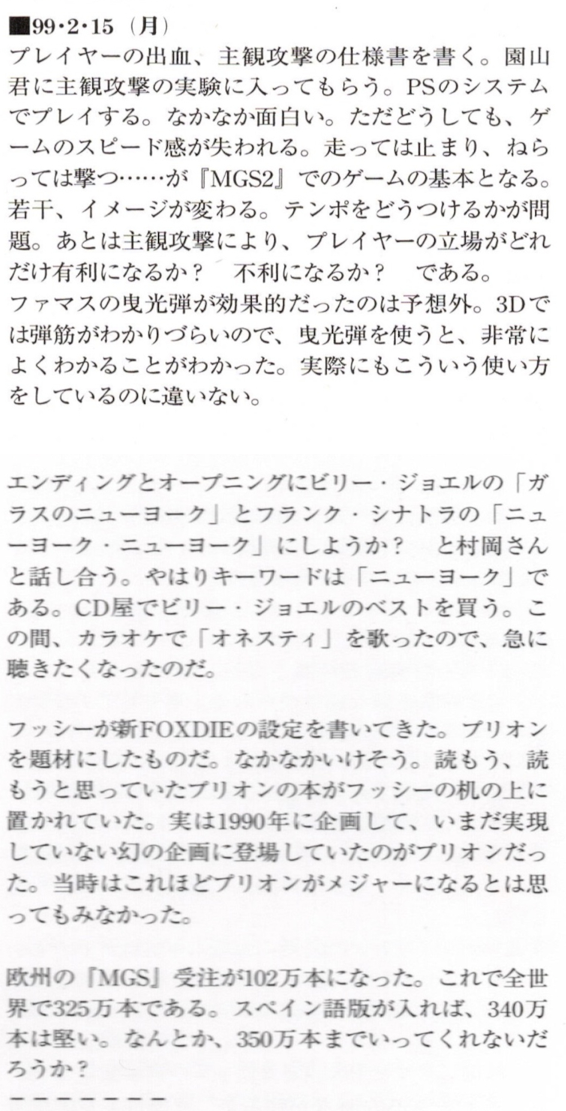 ■99・2・15（月）
プレイヤーの出血、主観攻撃の仕様書を書く。園山
君に主観攻撃の実験に入ってもらう。PSのシステム
でプレイする。なかなか面白い。ただどうしても、ゲ
ームのスピード感が失われる。走っては止まり、ねら
っては撃つ……が『MGS2』でのゲームの基本となる。
若干、イメージが変わる。テンポをどうつけるかが問
題。あとは主観攻撃により、プレイヤーの立場がどれ
だけ有利になるか？　不利になるか？　である。
ファマスの曳光弾が効果的だったのは予想外。3Dで
は弾筋がわかりづらいので、曳光弾を使うと、非常に
よくわかることがわかった。実際にもこういう使い方
をしているのに違いない。
エンディングとオープニングにビリー・ジョエルの「ガ
ラスのニューヨーク」とフランク・シナトラの「ニュ
ーヨーク・ニューヨーク」にしようか？　と村岡さん
と話し合う。やはりキーワードは「ニューヨーク」で
ある。CD屋でビリー・ジョエルのベストを買う。こ
の間、カラオケで「オネスティ」を歌ったので、急に
聴きたくなったのだ。
フッシーが新FOXDIEの設定を書いてきた。プリオン
を題材にしたものだ。なかなかいけそう。読もう、読
もうと思っていたプリオンの本がフッシーの机の上に
置かれていた。実は1990年に企画して、いまだ実現
していない幻の企画に登場していたのがプリオンだっ
た。当時はこれほどプリオンがメジャーになるとは思
ってもみなかった。
欧州の『MGS』受注が102万本になった。これで全世
界で325万本である。スペイン語版が入れば、340万
本は堅い。なんとか、350万本までいってくれないだ
ろうか？
－－－－－－－